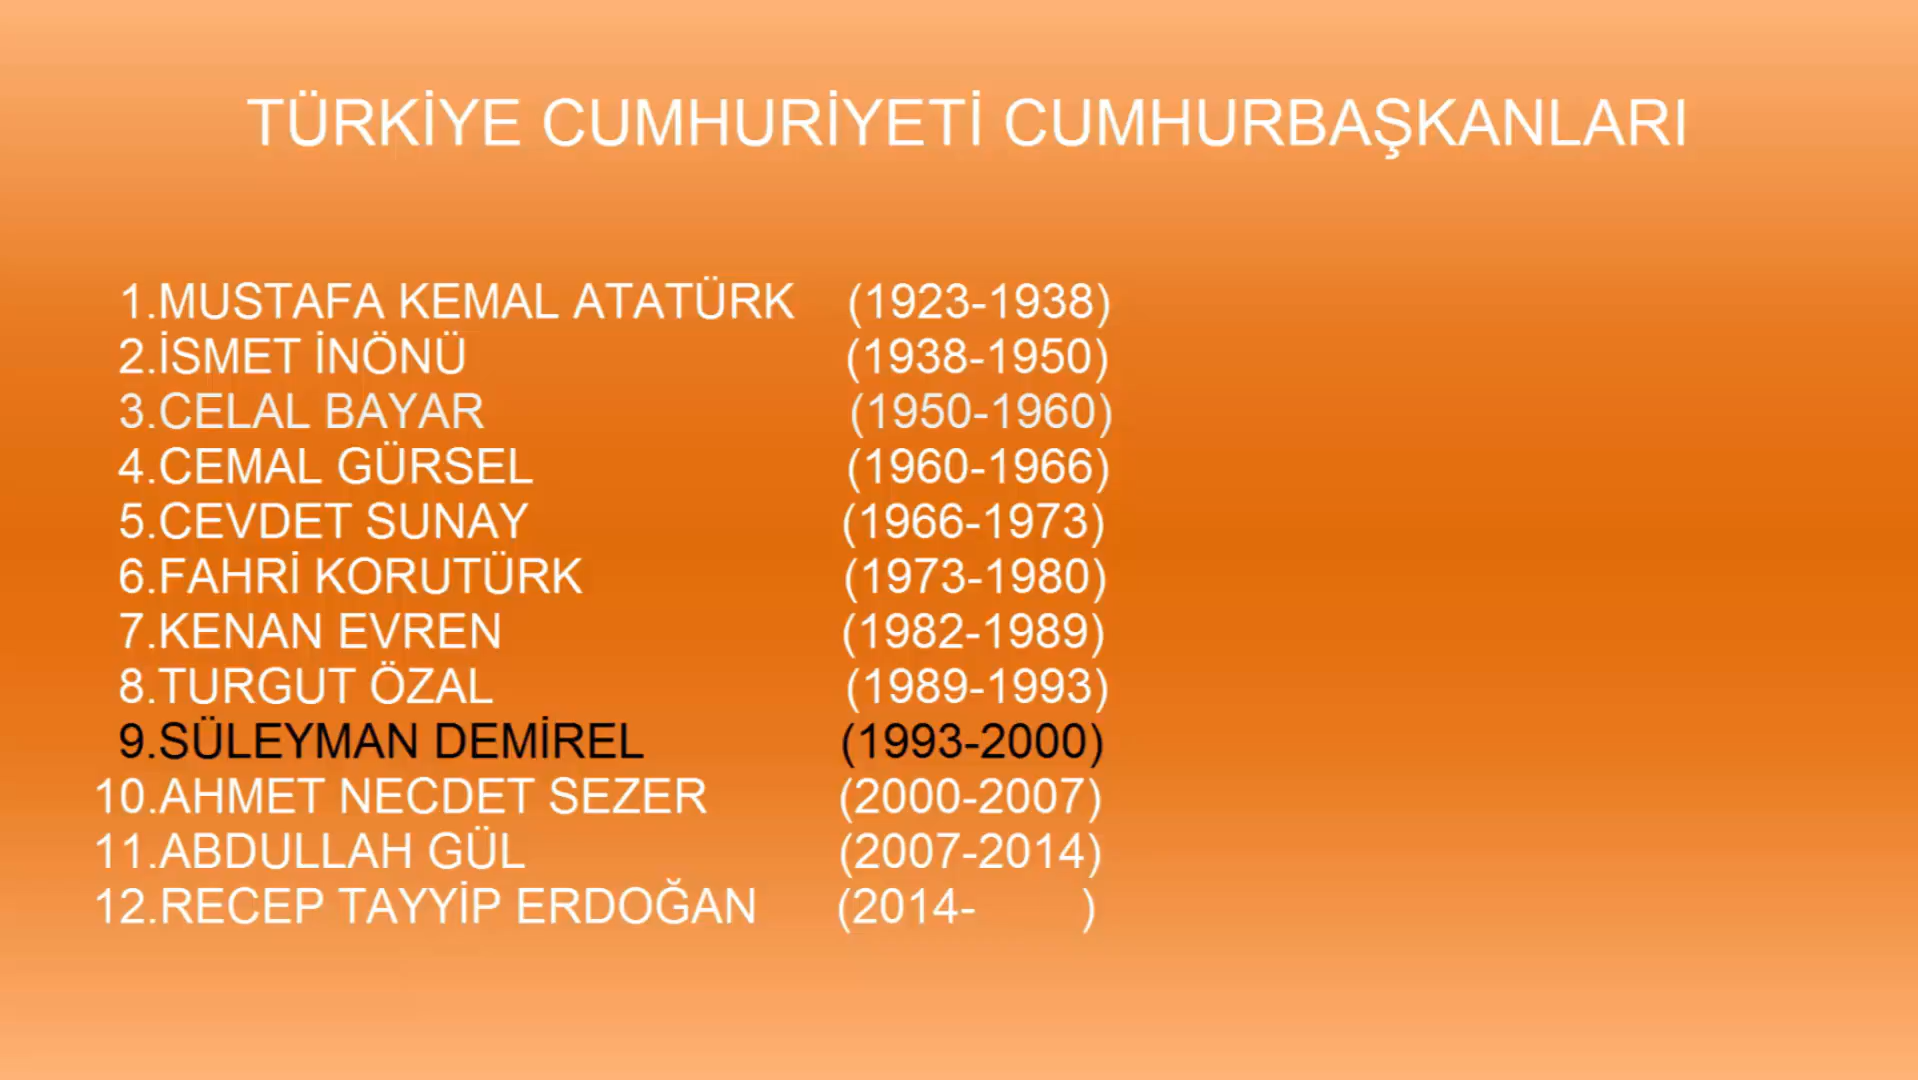 TÜRKİYE CUMHURİYETİ CUMHURBAŞKANLARI
1.MUSTAFA KEMAL ATATÜRK (1923-1938)
2.İSMET İNÖNÜ (1938-1950)
3.CELAL BAYAR (1950-1960)
4.CEMAL GÜRSEL (1960-1966)
5.CEVDET SUNAY (1966-1973)
6.FAHRİ KORUTÜRK (1973-1980)
7.KENAN EVREN (1982-1989)
8.TURGUT ÖZAL (1989-1993)
9.SÜLEYMAN DEMİREL (1993-2000)
10.AHMET NECDET SEZER (2000-2007)
11.ABDULLAH GÜL (2007-2014)
12.RECEP TAYYİP ERDOĞAN (2014- )